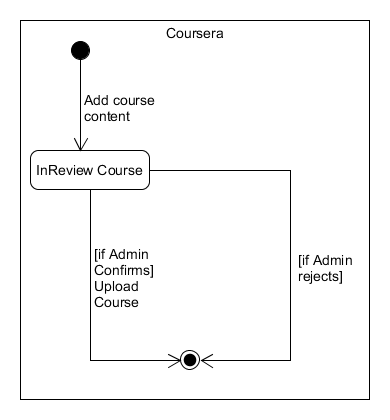 Coursera
Add course
content
InReview Course
[if Admin
Confirms]
Upload
Course
[if Admin
rejects]